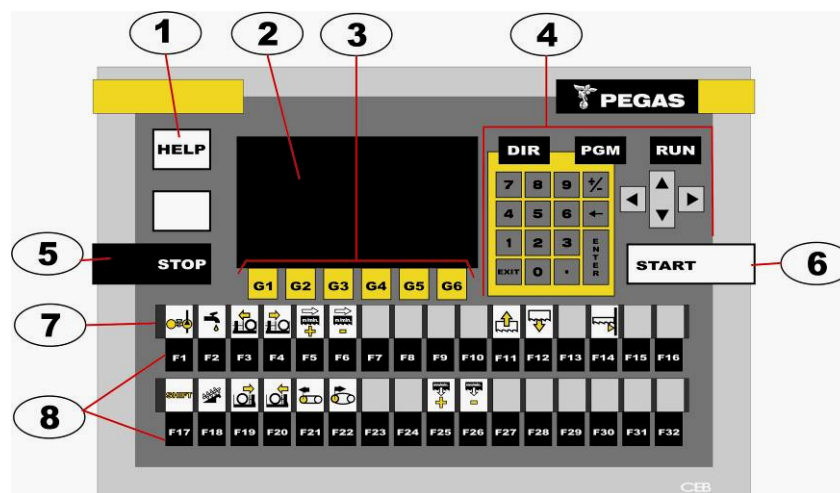 1
2
3
4
PEGAS
HELP
DIR PGM RUN
7 8 9 +/-
4 5 6 ←
1 2 3 ENTER
EXIT 0 .
5
STOP
START
6
G1 G2 G3 G4 G5 G6
7
m/min. m/min.
+ -
F1 F2 F3 F4 F5 F6 F7 F8 F9 F10 F11 F12 F13 F14 F15 F16
8
SHIFT
+ -
F17 F18 F19 F20 F21 F22 F23 F24 F25 F26 F27 F28 F29 F30 F31 F32
CEB